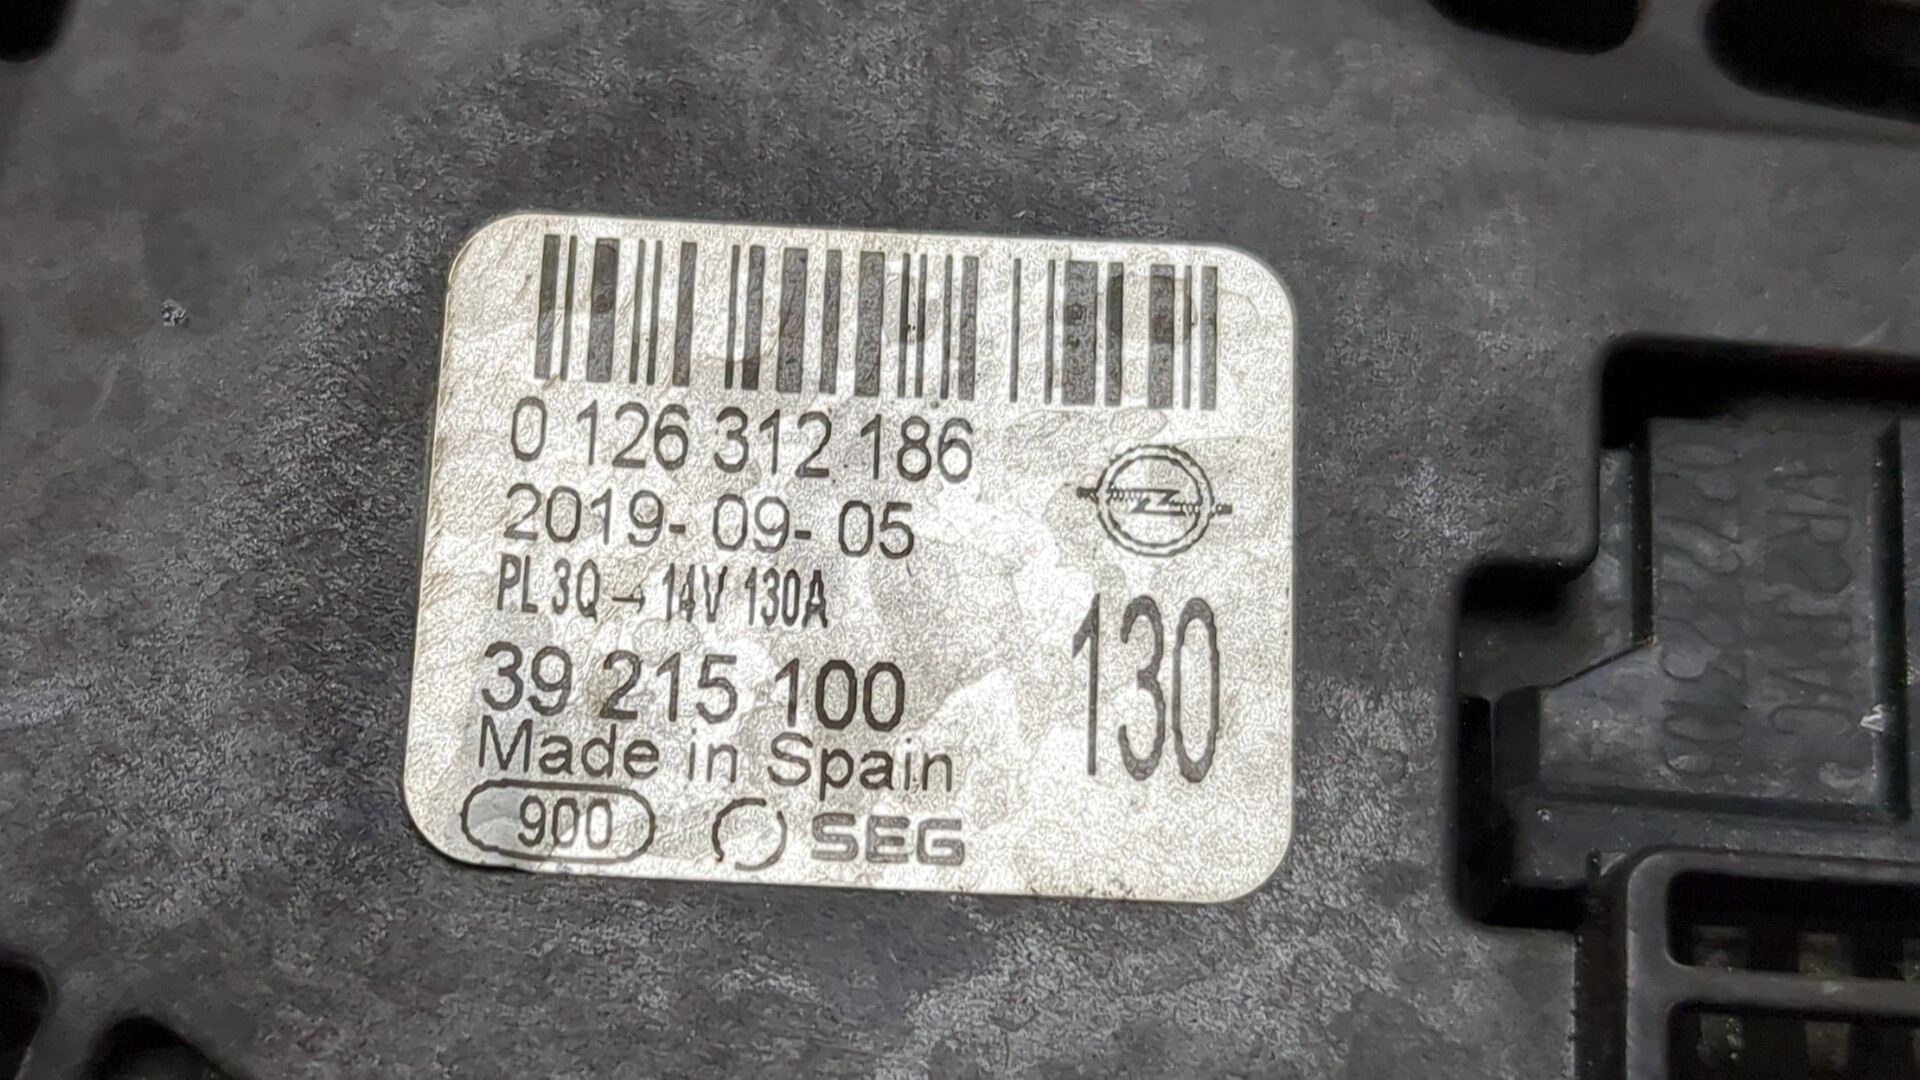 0 126 312 186
2019- 09- 05
PL 3Q → 14V 130A
130
39 215 100
Made in Spain
900 SEG